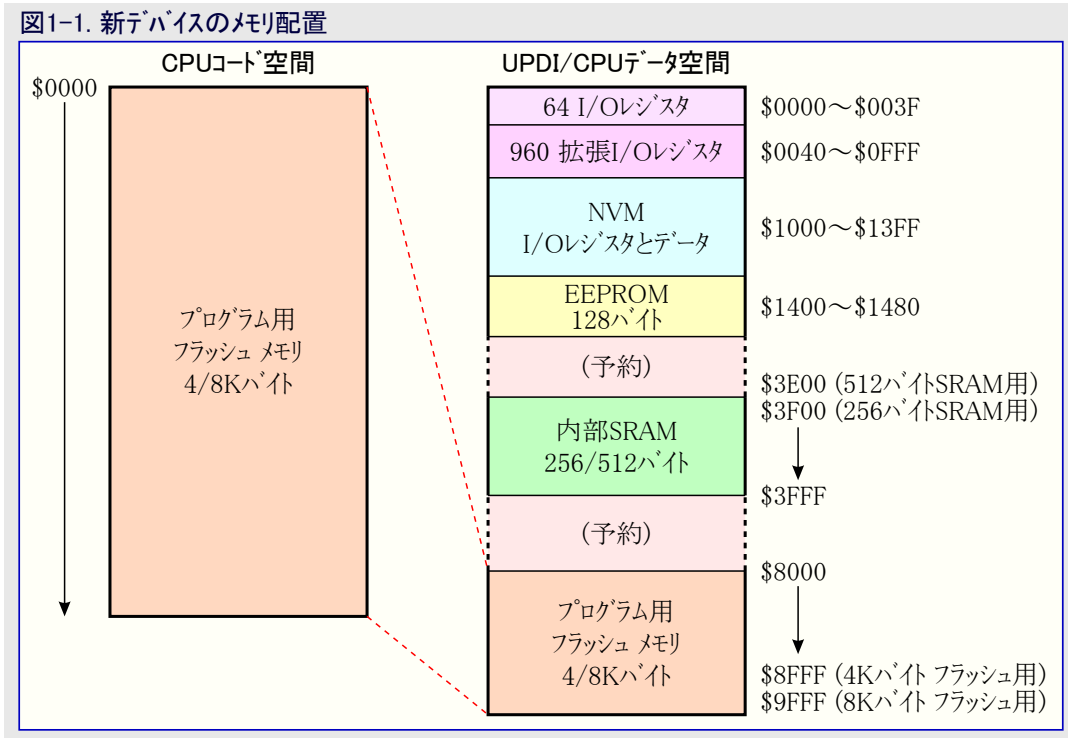 図1-1. 新デバイスのメモリ配置
CPUコード空間
$0000
プログラム用
フラッシュ メモリ
4/8Kバイト
UPDI/CPUデータ空間
64 I/Oレジスタ
$0000～$003F
960 拡張I/Oレジスタ
$0040～$0FFF
NVM
I/Oレジスタとデータ
$1000～$13FF
EEPROM
128バイト
$1400～$1480
(予約)
$3E00 (512バイトSRAM用)
$3F00 (256バイトSRAM用)
内部SRAM
256/512バイト
$3FFF
(予約)
$8000
プログラム用
フラッシュ メモリ
4/8Kバイト
$8FFF (4Kバイト フラッシュ用)
$9FFF (8Kバイト フラッシュ用)